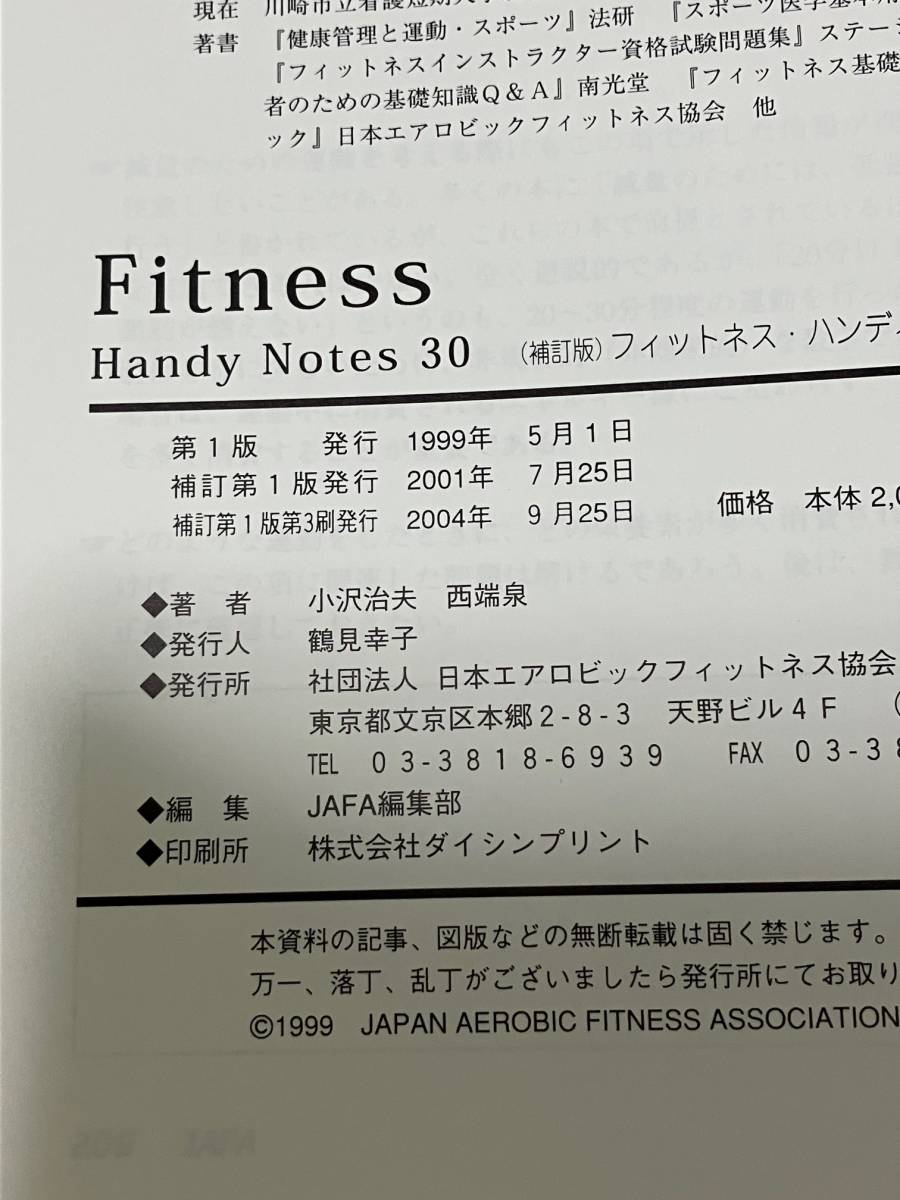 現在　川崎市立看護短期大学
著書　『健康管理と運動・スポーツ』法研　『スポーツ医学基本用
『フィットネスインストラクター資格試験問題集』ステージ
者のための基礎知識Q＆A』南光堂　『フィットネス基礎
ック』日本エアロビックフィットネス協会　他
Fitness
Handy Notes 30　（補訂版）フィットネス・ハンディ
第1版　発行　1999年　5月1日
補訂第1版発行　2001年　7月25日
補訂第1版第3刷発行　2004年　9月25日
価格　本体2,0
◆著　者　小沢治夫　西端泉
◆発行人　鶴見幸子
◆発行所　社団法人　日本エアロビックフィットネス協会
東京都文京区本郷2-8-3　天野ビル4F　（
TEL　03-3818-6939　FAX　03-38
◆編　集　JAFA編集部
◆印刷所　株式会社ダイシンプリント
本資料の記事、図版などの無断転載は固く禁じます。
万一、落丁、乱丁がございましたら発行所にてお取り
©1999　JAPAN AEROBIC FITNESS ASSOCIATION